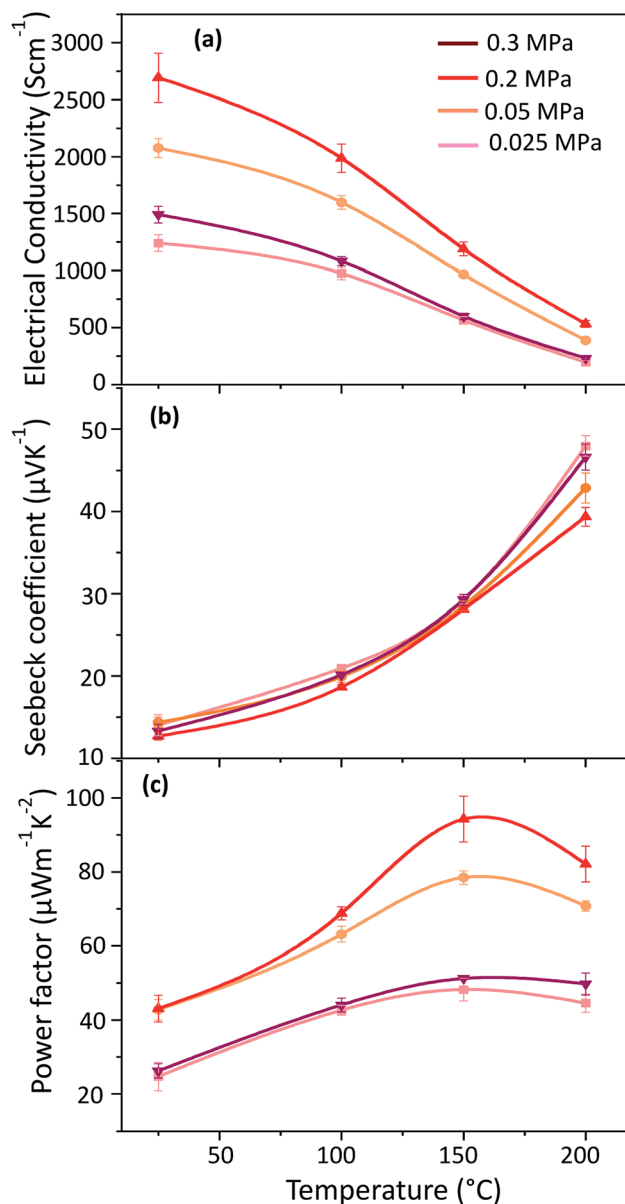 (a)
0.3 MPa
0.2 MPa
0.05 MPa
0.025 MPa
Electrical Conductivity (Scm⁻¹)
3000
2500
2000
1500
1000
500
0
(b)
Seebeck coefficient (μVK⁻¹)
50
40
30
20
10
(c)
Power factor (μWm⁻¹K⁻²)
100
80
60
40
20
50 100 150 200
Temperature (°C)